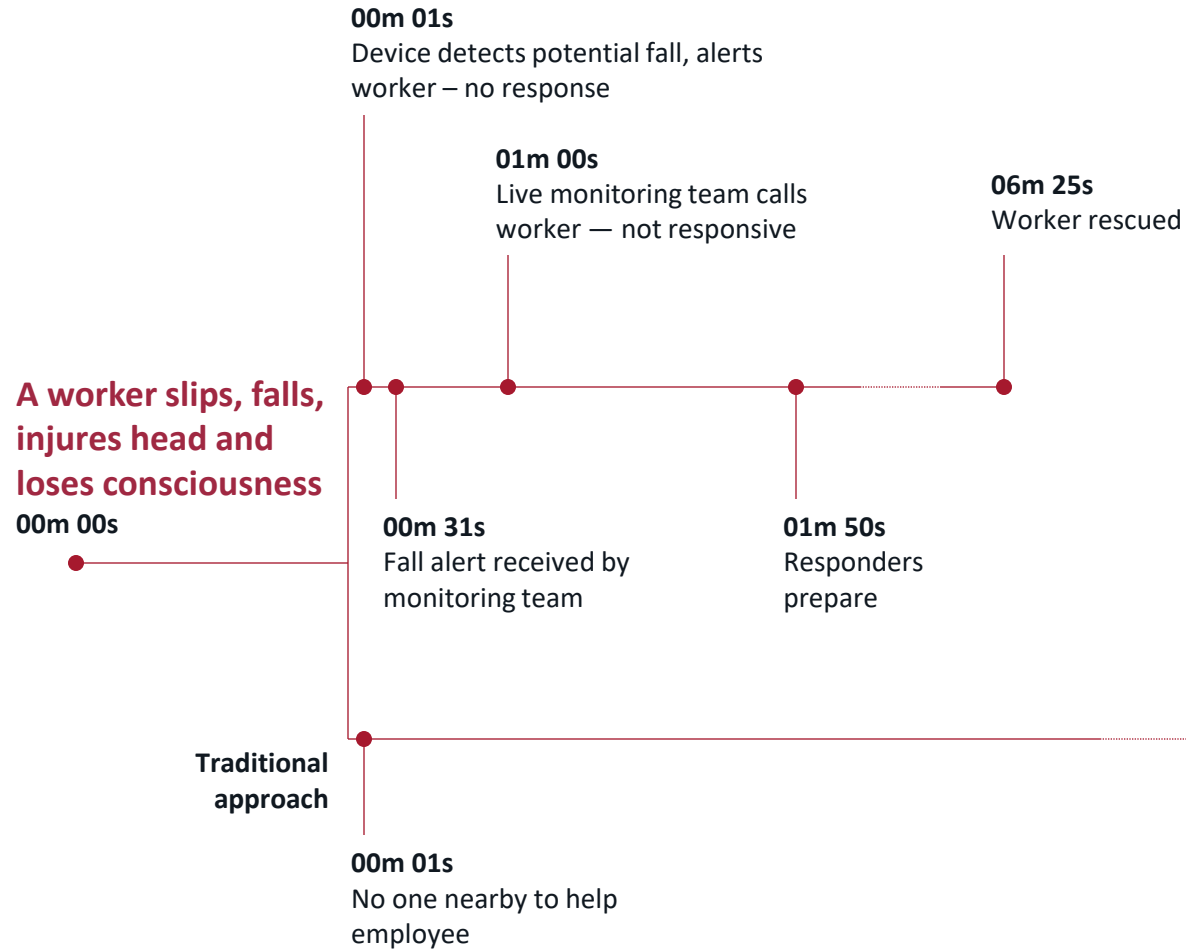 00m 01s
Device detects potential fall, alerts
worker – no response
01m 00s
Live monitoring team calls
worker — not responsive
06m 25s
Worker rescued
A worker slips, falls,
injures head and
loses consciousness
00m 00s
00m 31s
Fall alert received by
monitoring team
01m 50s
Responders
prepare
Traditional
approach
00m 01s
No one nearby to help
employee